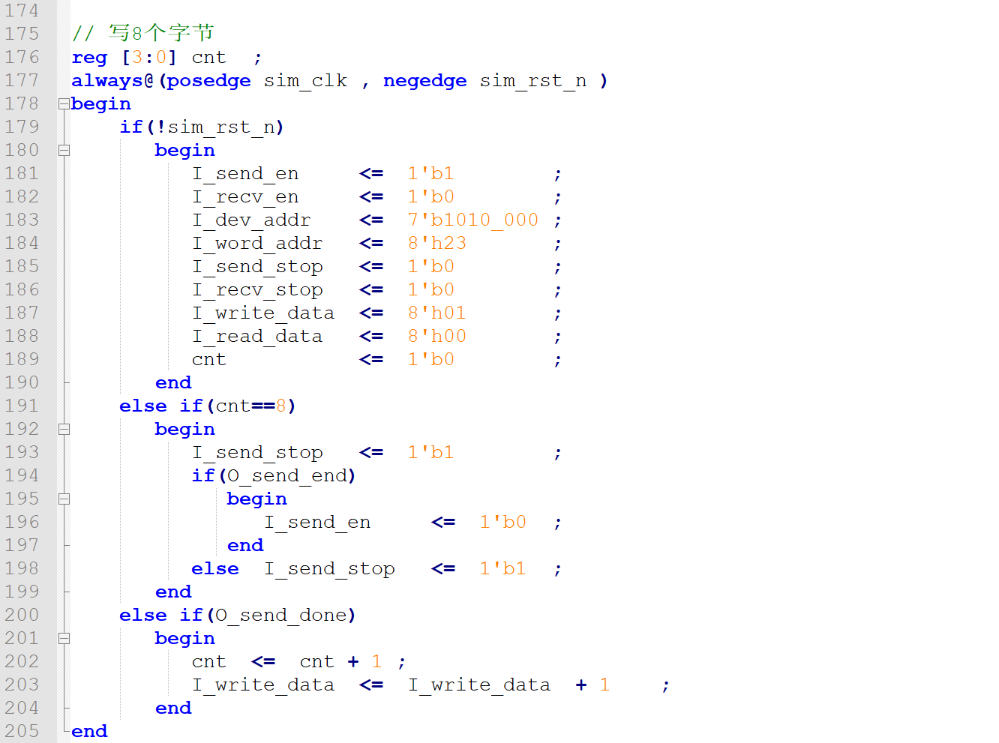 174
175 // 写8个字节
176 reg [3:0] cnt ;
177 always@(posedge sim_clk , negedge sim_rst_n )
178 begin
179 if(!sim_rst_n)
180 begin
181 I_send_en <= 1'b1 ;
182 I_recv_en <= 1'b0 ;
183 I_dev_addr <= 7'b1010_000 ;
184 I_word_addr <= 8'h23 ;
185 I_send_stop <= 1'b0 ;
186 I_recv_stop <= 1'b0 ;
187 I_write_data <= 8'h01 ;
188 I_read_data <= 8'h00 ;
189 cnt <= 1'b0 ;
190 end
191 else if(cnt==8)
192 begin
193 I_send_stop <= 1'b1 ;
194 if(O_send_end)
195 begin
196 I_send_en <= 1'b0 ;
197 end
198 else I_send_stop <= 1'b1 ;
199 end
200 else if(O_send_done)
201 begin
202 cnt <= cnt + 1 ;
203 I_write_data <= I_write_data + 1 ;
204 end
205 end